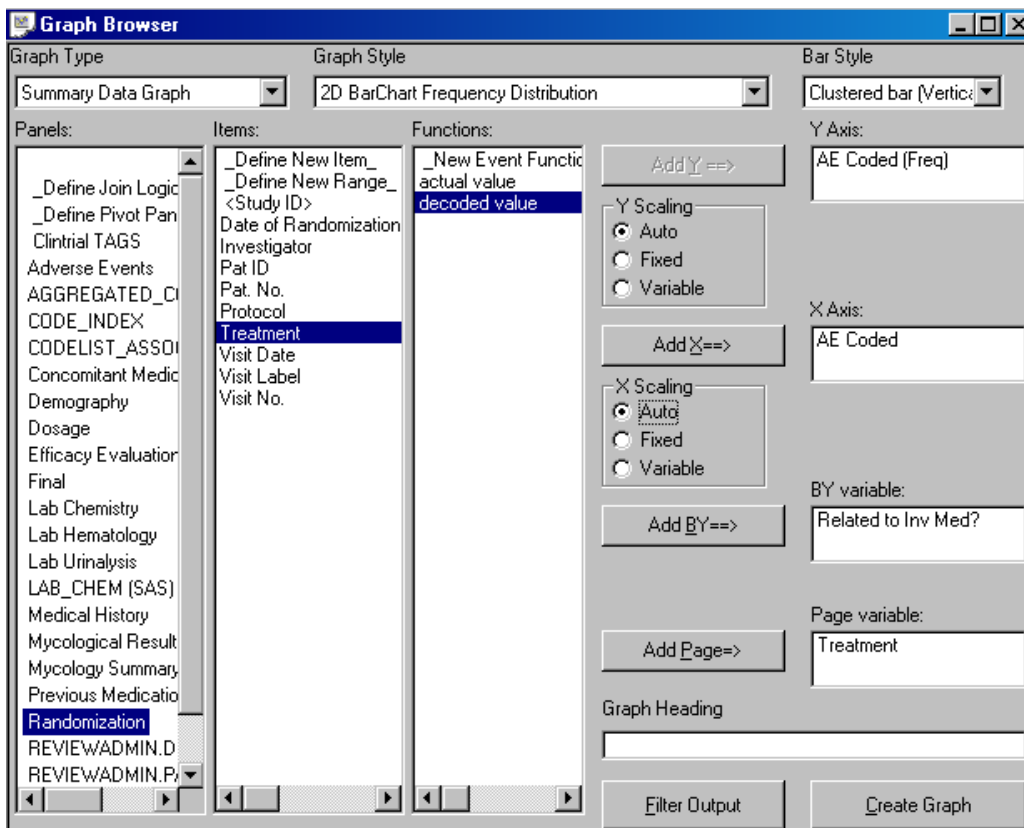 Graph Browser
Graph Type
Graph Style
Bar Style
Summary Data Graph
2D BarChart Frequency Distribution
Clustered bar (Vertica
Panels:
Items:
Functions:
Y Axis:
_Define Join Logic
_Define Pivot Pan
Clintrial TAGS
Adverse Events
AGGREGATED_CO
CODE_INDEX
CODELIST_ASSO
Concomitant Medic
Demography
Dosage
Efficacy Evaluation
Final
Lab Chemistry
Lab Hematology
Lab Urinalysis
LAB_CHEM (SAS)
Medical History
Mycological Result
Mycology Summary
Previous Medicatio
Randomization
REVIEWADMIN.D
REVIEWADMIN.PA
_Define New Item_
_Define New Range_
<Study ID>
Date of Randomization
Investigator
Pat ID
Pat. No.
Protocol
Treatment
Visit Date
Visit Label
Visit No.
_New Event Functio
actual value
decoded value
Add Y ==>
Y Scaling
Auto
Fixed
Variable
Add X==>
X Scaling
Auto
Fixed
Variable
Add BY==>
Add Page=>
AE Coded (Freq)
X Axis:
AE Coded
BY variable:
Related to Inv Med?
Page variable:
Treatment
Graph Heading
Filter Output
Create Graph